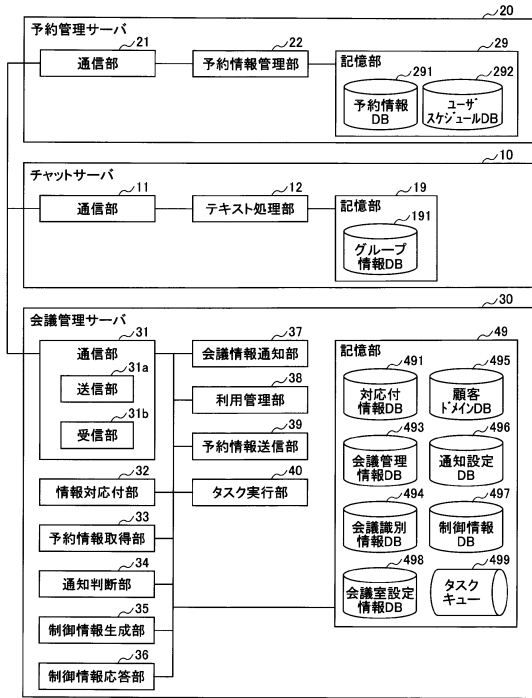 20
予約管理サーバ
21
通信部
22
予約情報管理部
29
記憶部
291
予約情報
DB
292
ユーザ
スケジュールDB
10
チャットサーバ
11
通信部
12
テキスト処理部
19
記憶部
191
グループ
情報DB
30
会議管理サーバ
31
通信部
31a
送信部
31b
受信部
32
情報対応付部
33
予約情報取得部
34
通知判断部
35
制御情報生成部
36
制御情報応答部
37
会議情報通知部
38
利用管理部
39
予約情報送信部
40
タスク実行部
49
記憶部
491
対応付
情報DB
495
顧客
ドメインDB
493
会議管理
情報DB
496
通知設定
DB
494
会議識別
情報DB
497
制御情報
DB
498
会議室設定
情報DB
499
タスク
キュー